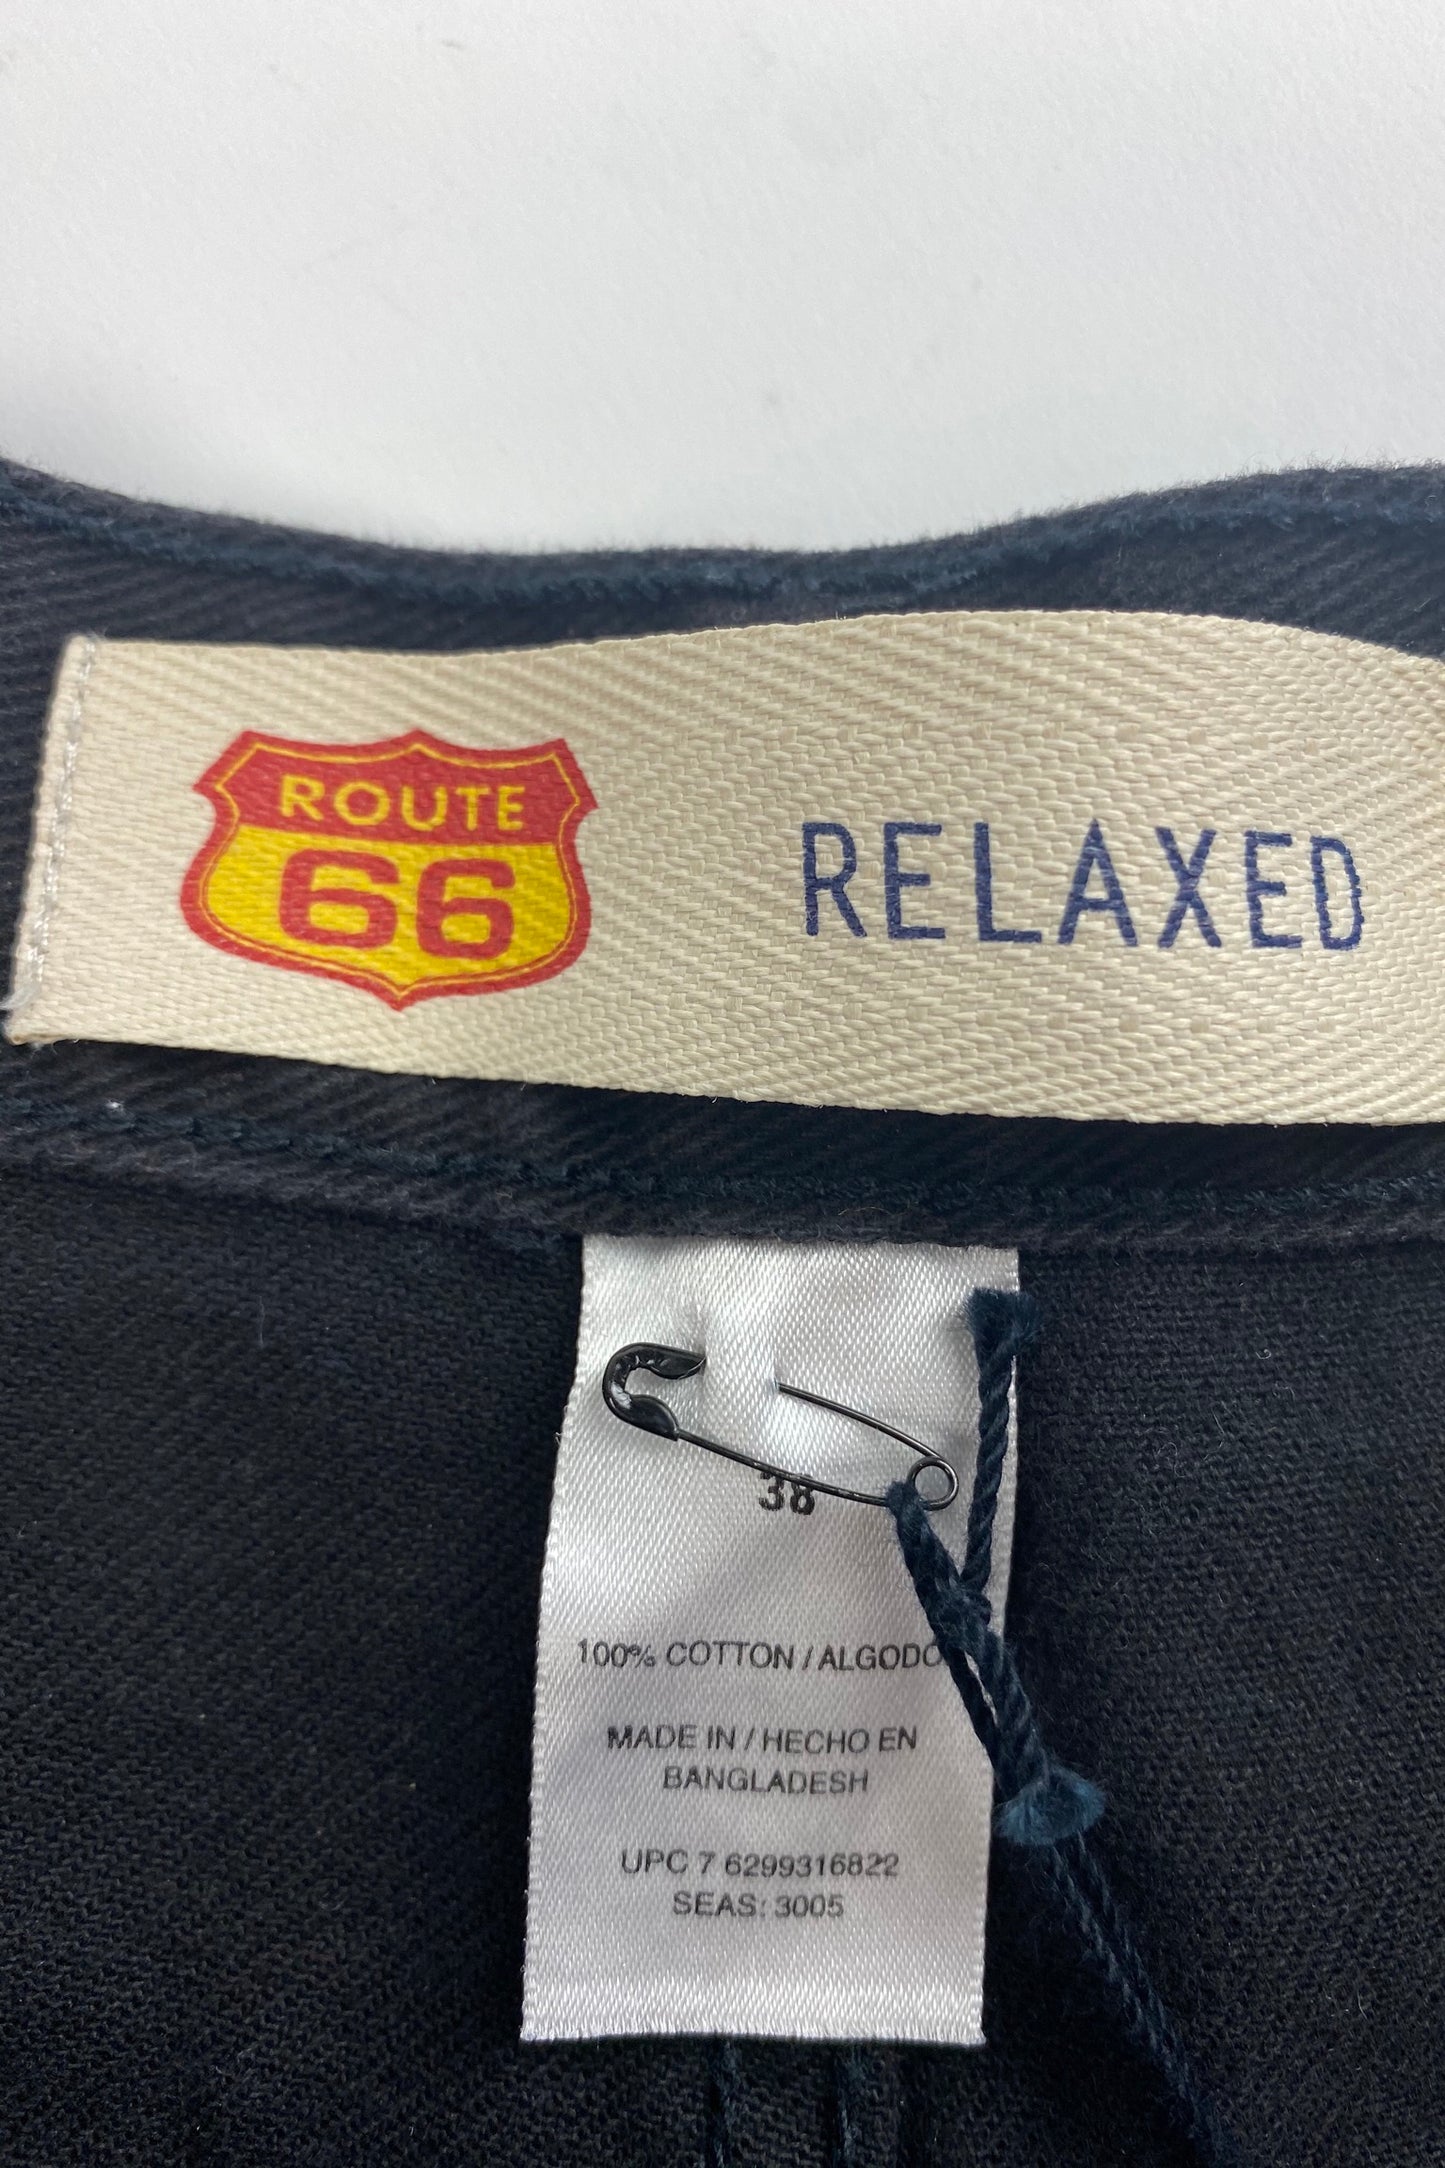 ROUTE
66
RELAXED
38
100% COTTON / ALGODO
MADE IN / HECHO EN
BANGLADESH
UPC 7 6299316822
SEAS: 3005